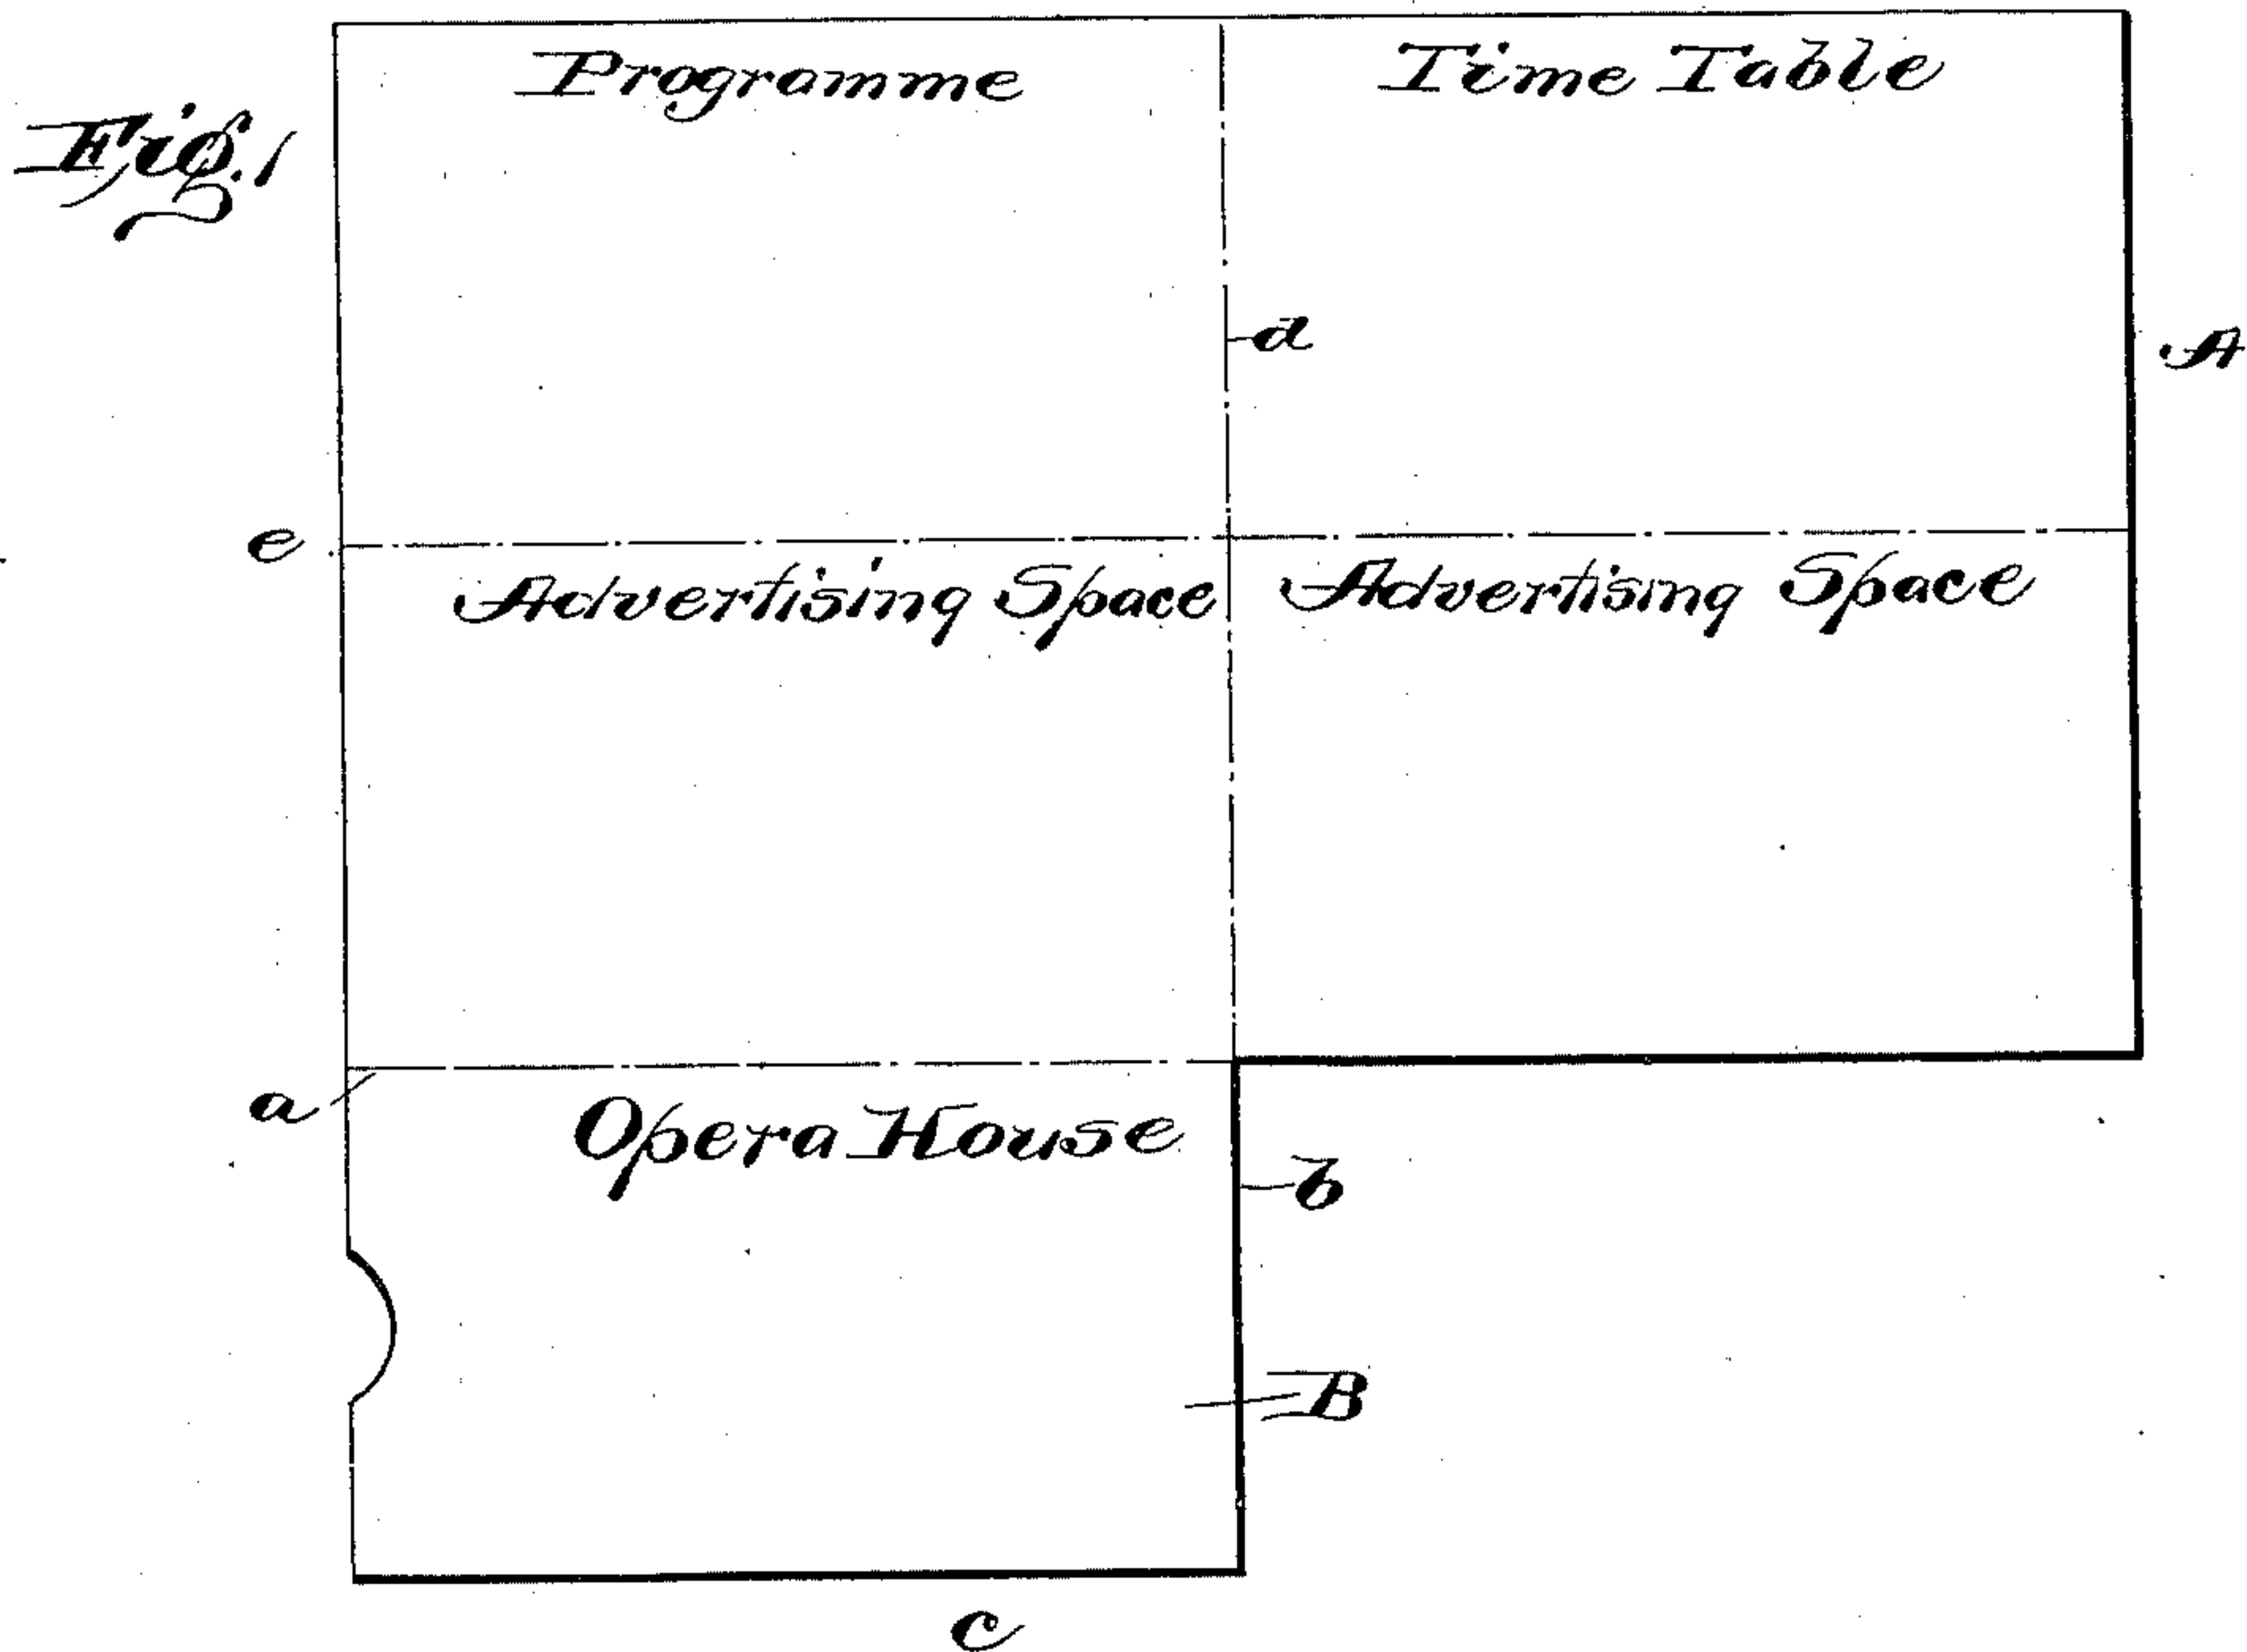 Fig. 1
Programme
Time Table
d
A
e
Advertising Space
Advertising Space
a
Opera House
b
B
c